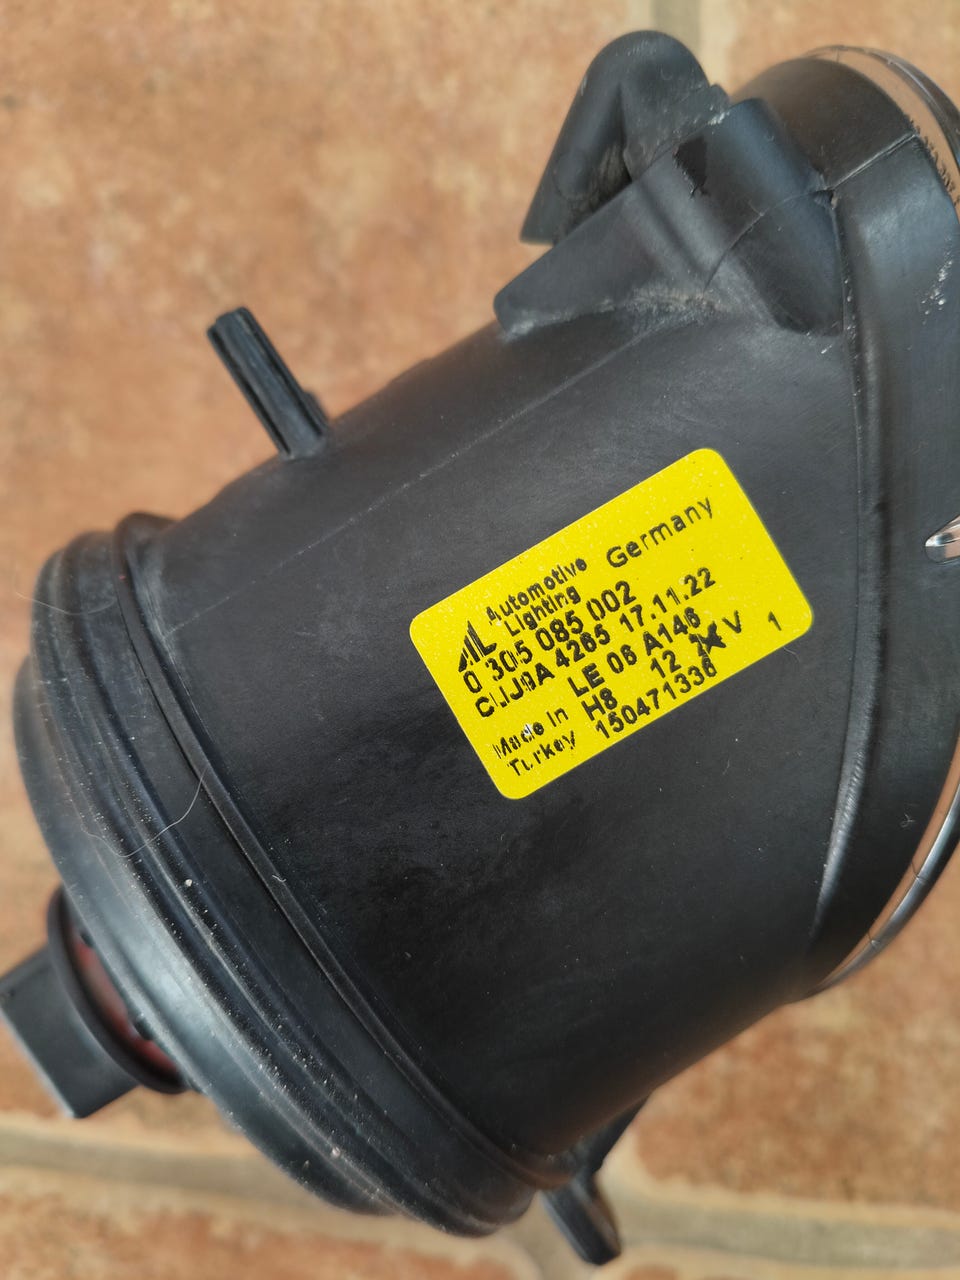 AL Automotive
Lighting Germany
0 305 085 002
4265 17.11.22
LE 06 A146
H8 12 V 1
Made in
Turkey 150471336